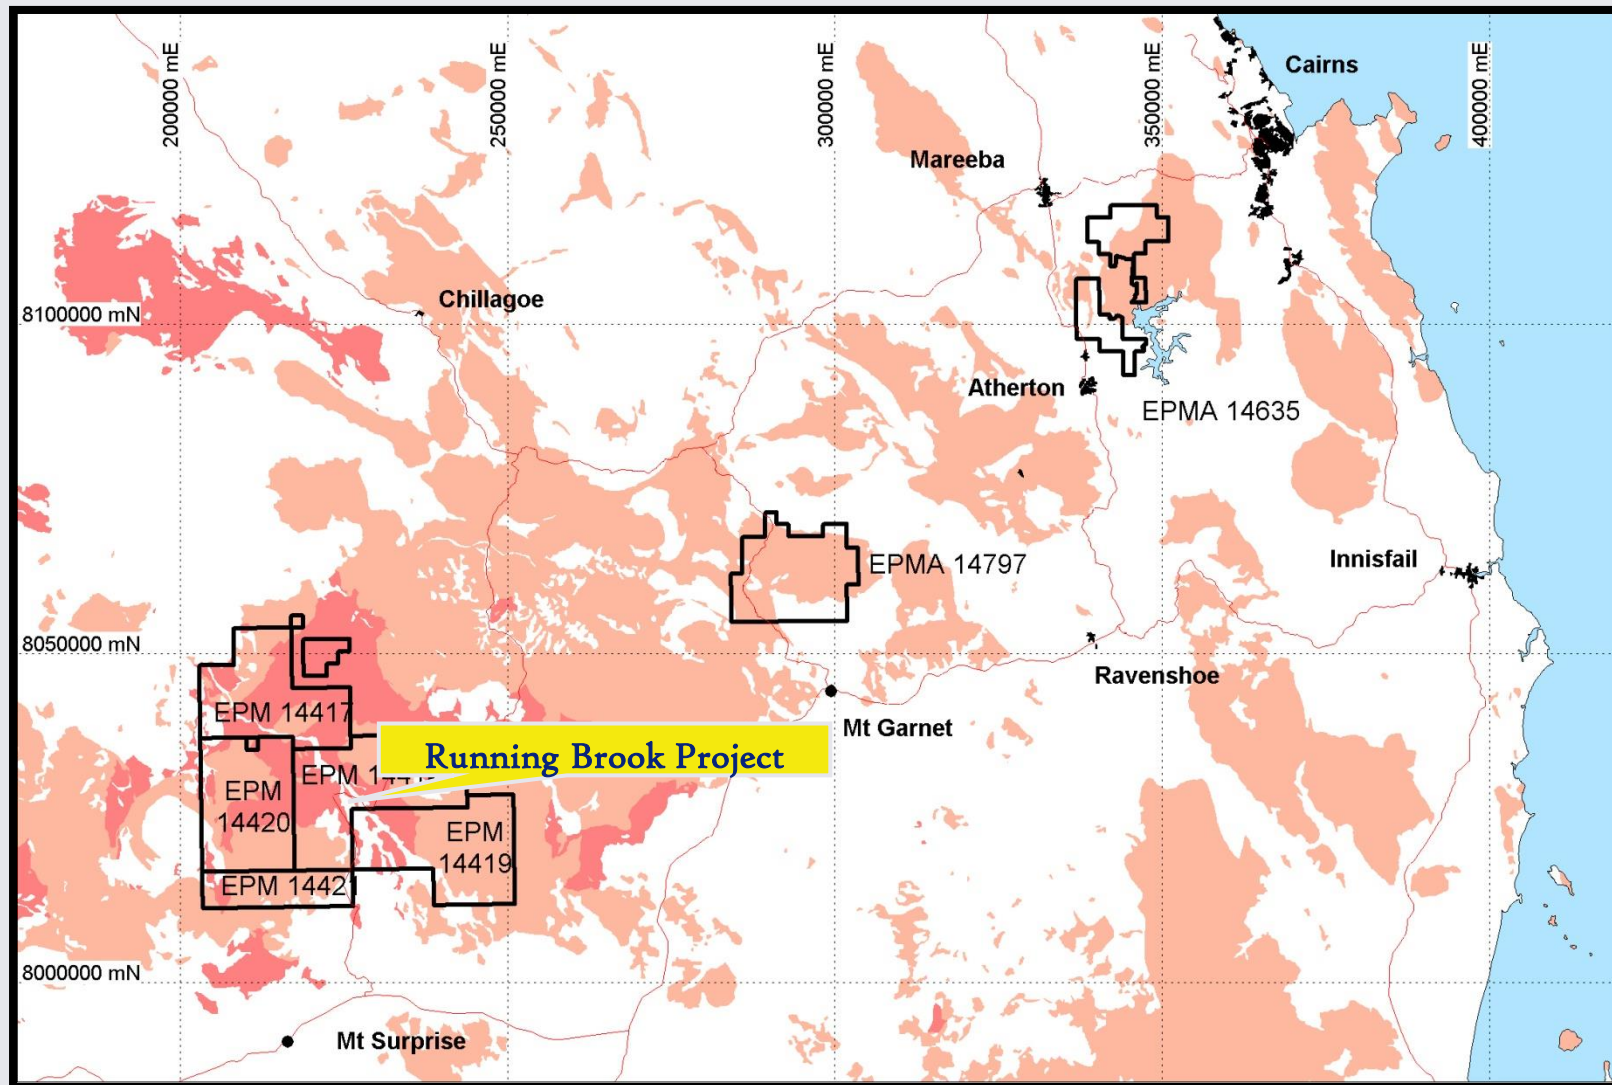 200000 mE
250000 mE
300000 mE
350000 mE
400000 mE
Cairns
Mareeba
Chillagoe
8100000 mN
Atherton
EPMA 14635
EPMA 14797
Innisfail
8050000 mN
Ravenshoe
EPM 14417
Mt Garnet
Running Brook Project
EPM
EPM
14420
EPM
14419
EPM 14421
8000000 mN
Mt Surprise